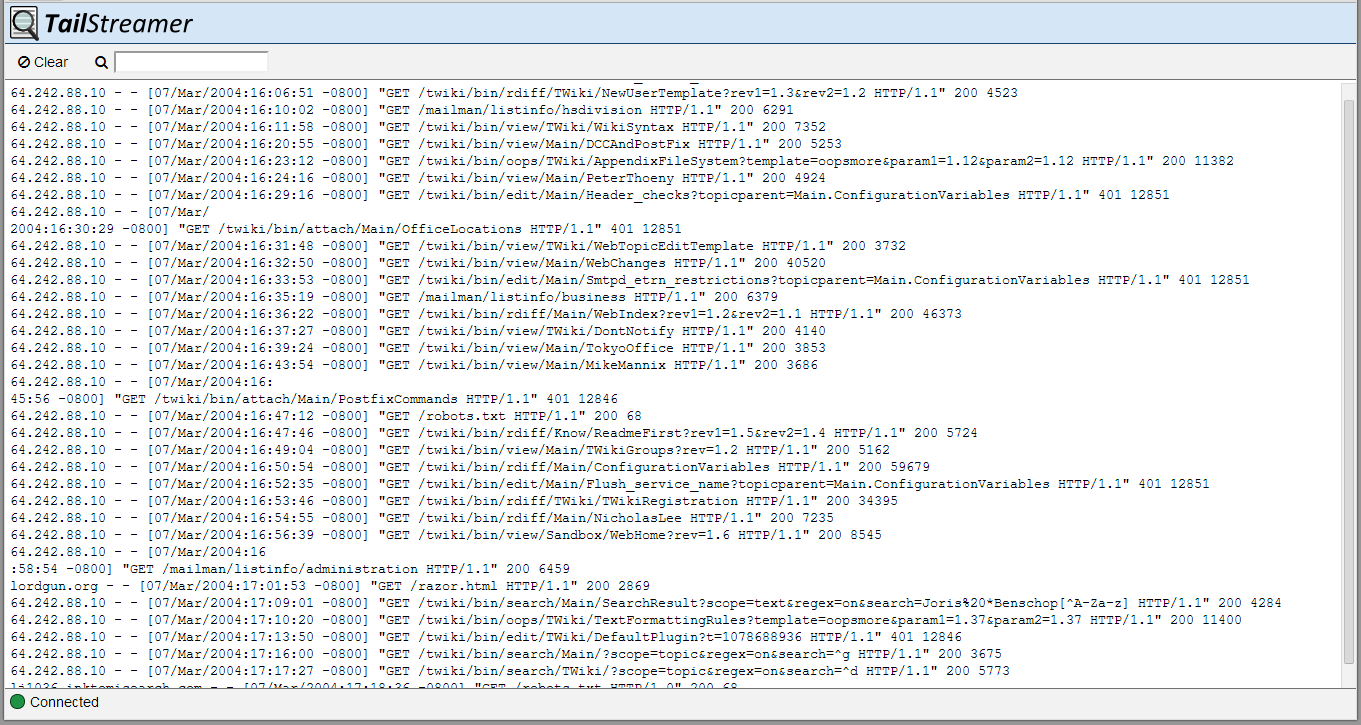 TailStreamer
Clear
64.242.88.10 - - [07/Mar/2004:16:06:51 -0800] "GET /twiki/bin/rdiff/TWiki/NewUserTemplate?rev1=1.3&rev2=1.2 HTTP/1.1" 200 4523
64.242.88.10 - - [07/Mar/2004:16:10:02 -0800] "GET /mailman/listinfo/hsdivision HTTP/1.1" 200 6291
64.242.88.10 - - [07/Mar/2004:16:11:58 -0800] "GET /twiki/bin/view/TWiki/WikiSyntax HTTP/1.1" 200 7352
64.242.88.10 - - [07/Mar/2004:16:20:55 -0800] "GET /twiki/bin/view/Main/DCCAndPostFix HTTP/1.1" 200 5253
64.242.88.10 - - [07/Mar/2004:16:23:12 -0800] "GET /twiki/bin/oops/TWiki/AppendixFileSystem?template=oopsmore&param1=1.12&param2=1.12 HTTP/1.1" 200 11382
64.242.88.10 - - [07/Mar/2004:16:24:16 -0800] "GET /twiki/bin/view/Main/PeterThoeny HTTP/1.1" 200 4924
64.242.88.10 - - [07/Mar/2004:16:29:16 -0800] "GET /twiki/bin/edit/Main/Header_checks?topicparent=Main.ConfigurationVariables HTTP/1.1" 401 12851
64.242.88.10 - - [07/Mar/
2004:16:30:29 -0800] "GET /twiki/bin/attach/Main/OfficeLocations HTTP/1.1" 401 12851
64.242.88.10 - - [07/Mar/2004:16:31:48 -0800] "GET /twiki/bin/view/TWiki/WebTopicEditTemplate HTTP/1.1" 200 3732
64.242.88.10 - - [07/Mar/2004:16:32:50 -0800] "GET /twiki/bin/view/Main/WebChanges HTTP/1.1" 200 40520
64.242.88.10 - - [07/Mar/2004:16:33:53 -0800] "GET /twiki/bin/edit/Main/Smtpd_etrn_restrictions?topicparent=Main.ConfigurationVariables HTTP/1.1" 401 12851
64.242.88.10 - - [07/Mar/2004:16:35:19 -0800] "GET /mailman/listinfo/business HTTP/1.1" 200 6379
64.242.88.10 - - [07/Mar/2004:16:36:22 -0800] "GET /twiki/bin/rdiff/Main/WebIndex?rev1=1.2&rev2=1.1 HTTP/1.1" 200 46373
64.242.88.10 - - [07/Mar/2004:16:37:27 -0800] "GET /twiki/bin/view/TWiki/DontNotify HTTP/1.1" 200 4140
64.242.88.10 - - [07/Mar/2004:16:39:24 -0800] "GET /twiki/bin/view/Main/TokyoOffice HTTP/1.1" 200 3853
64.242.88.10 - - [07/Mar/2004:16:43:54 -0800] "GET /twiki/bin/view/Main/MikeMannix HTTP/1.1" 200 3686
64.242.88.10 - - [07/Mar/2004:16:
45:56 -0800] "GET /twiki/bin/attach/Main/PostfixCommands HTTP/1.1" 401 12846
64.242.88.10 - - [07/Mar/2004:16:47:12 -0800] "GET /robots.txt HTTP/1.1" 200 68
64.242.88.10 - - [07/Mar/2004:16:47:46 -0800] "GET /twiki/bin/rdiff/Know/ReadmeFirst?rev1=1.5&rev2=1.4 HTTP/1.1" 200 5724
64.242.88.10 - - [07/Mar/2004:16:49:04 -0800] "GET /twiki/bin/view/Main/TWikiGroups?rev=1.2 HTTP/1.1" 200 5162
64.242.88.10 - - [07/Mar/2004:16:50:54 -0800] "GET /twiki/bin/rdiff/Main/ConfigurationVariables HTTP/1.1" 200 59679
64.242.88.10 - - [07/Mar/2004:16:52:35 -0800] "GET /twiki/bin/edit/Main/Flush_service_name?topicparent=Main.ConfigurationVariables HTTP/1.1" 401 12851
64.242.88.10 - - [07/Mar/2004:16:53:46 -0800] "GET /twiki/bin/rdiff/TWiki/TWikiRegistration HTTP/1.1" 200 34395
64.242.88.10 - - [07/Mar/2004:16:54:55 -0800] "GET /twiki/bin/rdiff/Main/NicholasLee HTTP/1.1" 200 7235
64.242.88.10 - - [07/Mar/2004:16:56:39 -0800] "GET /twiki/bin/view/Sandbox/WebHome?rev=1.6 HTTP/1.1" 200 8545
64.242.88.10 - - [07/Mar/2004:16
:58:54 -0800] "GET /mailman/listinfo/administration HTTP/1.1" 200 6459
lordgun.org - - [07/Mar/2004:17:01:53 -0800] "GET /razor.html HTTP/1.1" 200 2869
64.242.88.10 - - [07/Mar/2004:17:09:01 -0800] "GET /twiki/bin/search/Main/SearchResult?scope=text&regex=on&search=Joris%20*Benschop[^A-Za-z] HTTP/1.1" 200 4284
64.242.88.10 - - [07/Mar/2004:17:10:20 -0800] "GET /twiki/bin/oops/TWiki/TextFormattingRules?template=oopsmore&param1=1.37&param2=1.37 HTTP/1.1" 200 11400
64.242.88.10 - - [07/Mar/2004:17:13:50 -0800] "GET /twiki/bin/edit/TWiki/DefaultPlugin?t=1078688936 HTTP/1.1" 401 12846
64.242.88.10 - - [07/Mar/2004:17:16:00 -0800] "GET /twiki/bin/search/Main/?scope=topic&regex=on&search=^g HTTP/1.1" 200 3675
64.242.88.10 - - [07/Mar/2004:17:17:27 -0800] "GET /twiki/bin/search/TWiki/?scope=topic&regex=on&search=^d HTTP/1.1" 200 5773
lj1036.inktomisearch.com - - [07/Mar/2004:17:18:36 -0800] "GET /robots.txt HTTP/1.0" 200 68
Connected